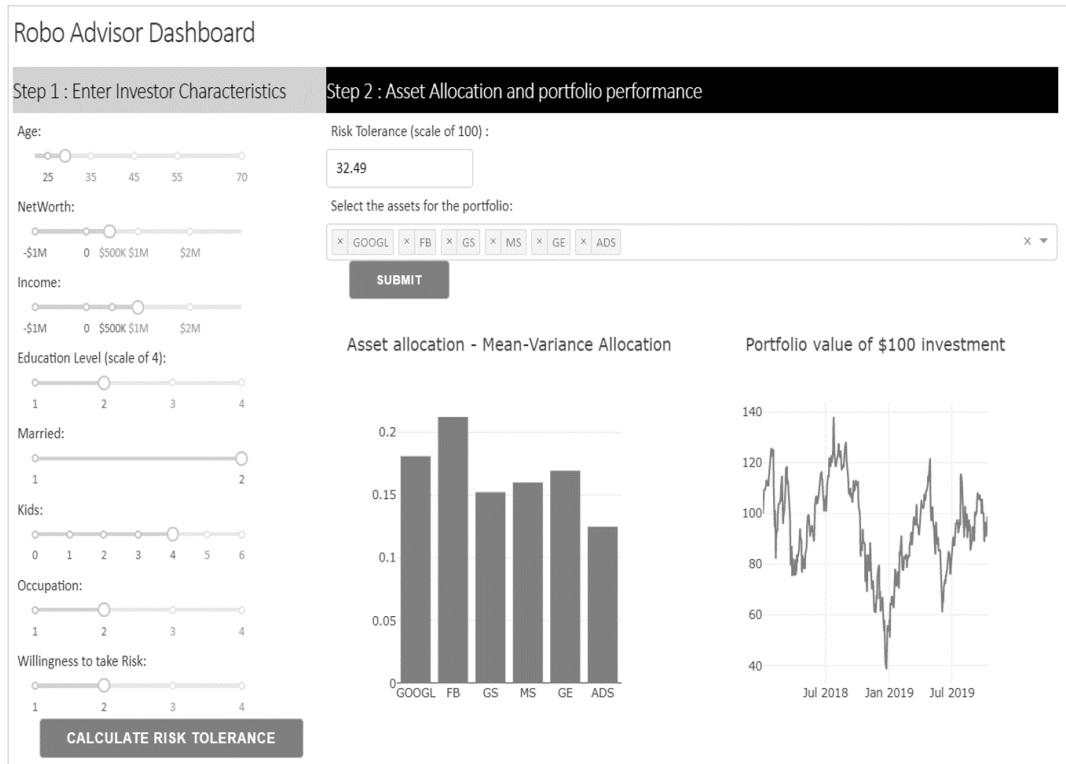 Robo Advisor Dashboard
Step 1 : Enter Investor Characteristics
Age:
25 35 45 55 70
NetWorth:
-$1M 0 $500K $1M $2M
Income:
-$1M 0 $500K $1M $2M
Education Level (scale of 4):
1 2 3 4
Married:
1 2
Kids:
0 1 2 3 4 5 6
Occupation:
1 2 3 4
Willingness to take Risk:
1 2 3 4
CALCULATE RISK TOLERANCE
Step 2 : Asset Allocation and portfolio performance
Risk Tolerance (scale of 100) :
32.49
Select the assets for the portfolio:
× GOOGL × FB × GS × MS × GE × ADS ×
SUBMIT
Asset allocation - Mean-Variance Allocation
0.2
0.15
0.1
0.05
0
GOOGL FB GS MS GE ADS
Portfolio value of $100 investment
140
120
100
80
60
40
Jul 2018 Jan 2019 Jul 2019